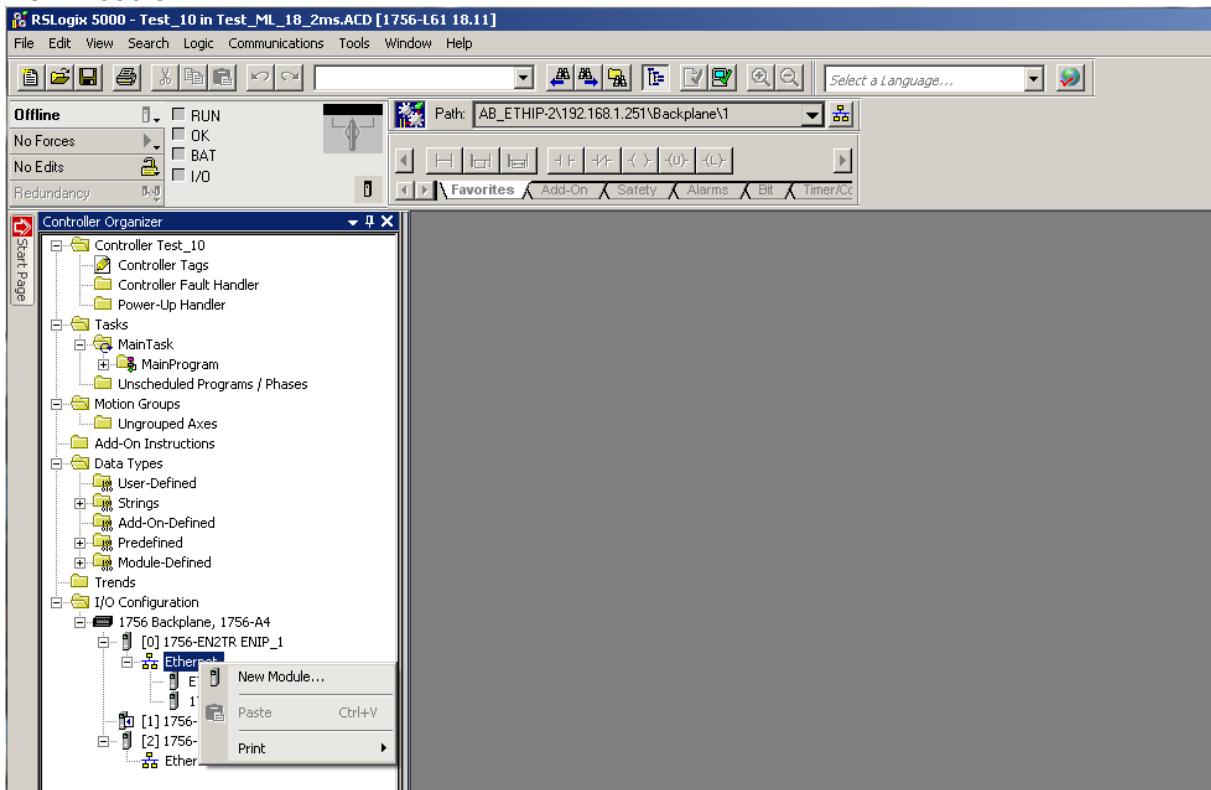 RSLogix 5000 - Test_10 in Test_ML_18_2ms.ACD [1756-L61 18.11]
File Edit View Search Logic Communications Tools Window Help
Select a Language...
Offline
RUN
Path: AB_ETHIP-2\192.168.1.251\Backplane\1
No Forces
OK
No Edits
BAT
I/O
Redundancy
Favorites Add-On Safety Alarms Bit Timer/Cc
Start Page
Controller Organizer
Controller Test_10
Controller Tags
Controller Fault Handler
Power-Up Handler
Tasks
MainTask
MainProgram
Unscheduled Programs / Phases
Motion Groups
Ungrouped Axes
Add-On Instructions
Data Types
User-Defined
Strings
Add-On-Defined
Predefined
Module-Defined
Trends
I/O Configuration
1756 Backplane, 1756-A4
[0] 1756-EN2TR ENIP_1
Ethernet
New Module...
[1] 1756-
Paste Ctrl+V
[2] 1756-
Print
Ether